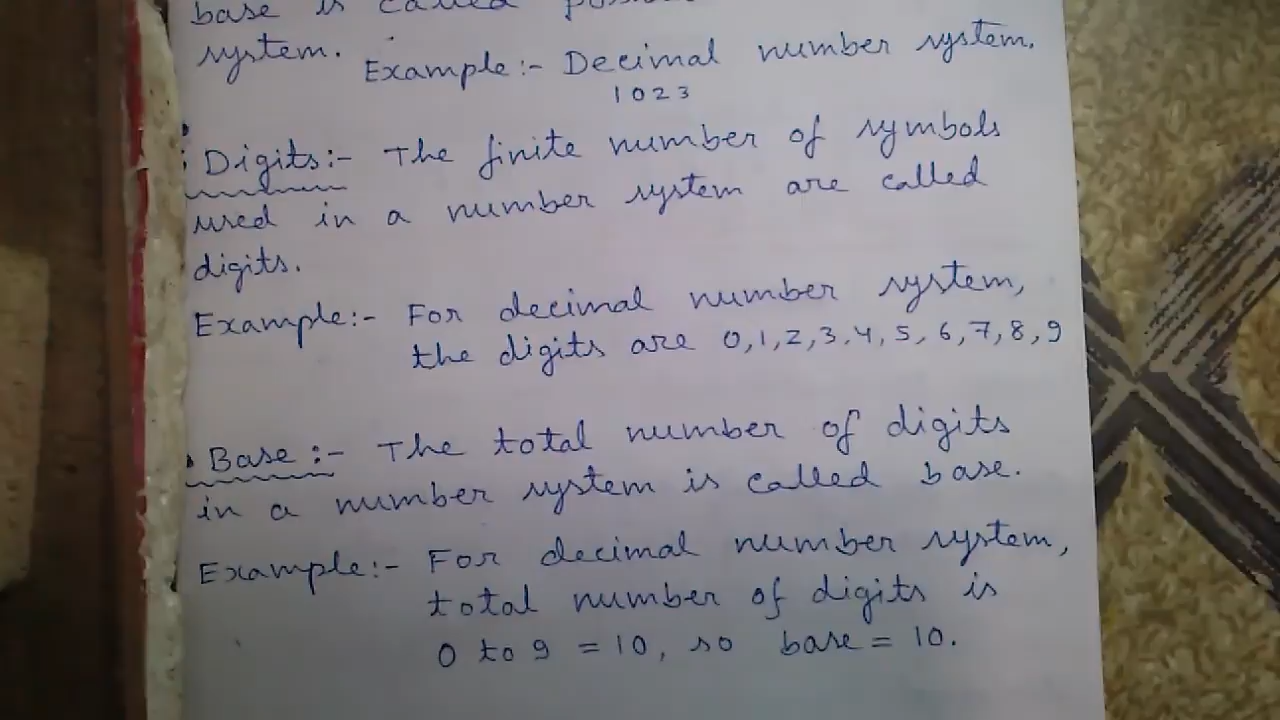 base is called
system.
Example:- Decimal number system.
1023
Digits:- The finite number of symbols
used in a number system are called
digits.
Example:- For decimal number system,
the digits are 0,1,2,3,4,5,6,7,8,9
Base:- The total number of digits
in a number system is called base.
Example:- For decimal number system,
total number of digits is
0 to 9 = 10, so base = 10.